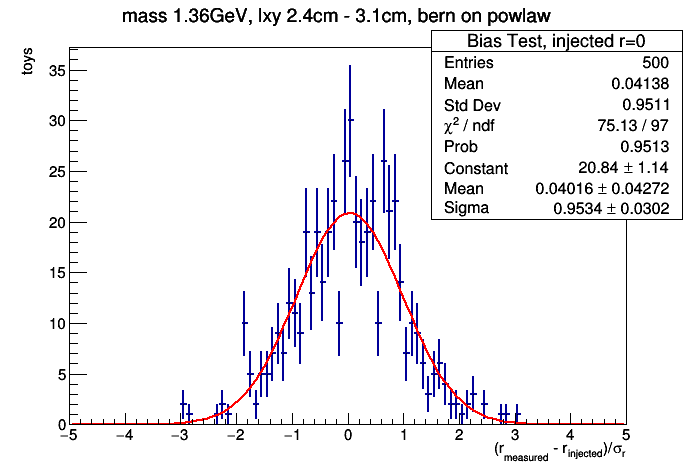 mass 1.36GeV, lxy 2.4cm - 3.1cm, bern on powlaw
toys
Bias Test, injected r=0
Entries 500
Mean 0.04138
Std Dev 0.9511
χ² / ndf 75.13 / 97
Prob 0.9513
Constant 20.84 ± 1.14
Mean 0.04016 ± 0.04272
Sigma 0.9534 ± 0.0302
35
30
25
20
15
10
5
0
−5 −4 −3 −2 −1 0 1 2 3 4 5
(r_measured - r_injected)/σ_r